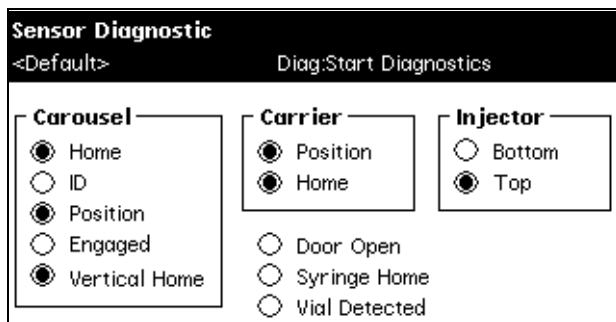 Sensor Diagnostic
<Default> Diag:Start Diagnostics
Carousel
Home
ID
Position
Engaged
Vertical Home
Carrier
Position
Home
Injector
Bottom
Top
Door Open
Syringe Home
Vial Detected